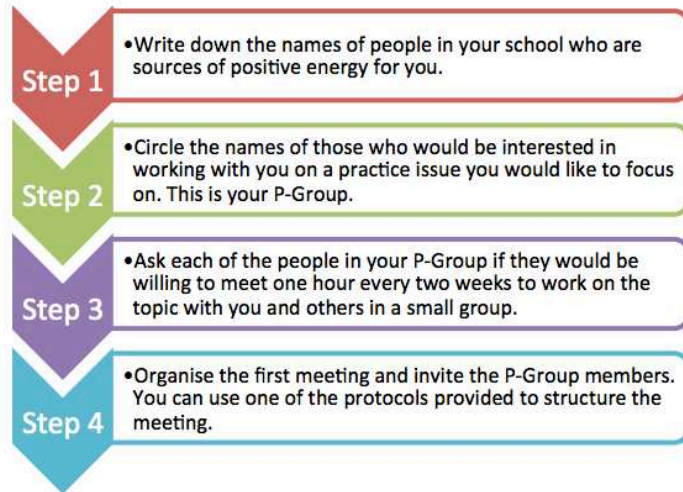 Step 1
•Write down the names of people in your school who are
sources of positive energy for you.
Step 2
•Circle the names of those who would be interested in
working with you on a practice issue you would like to focus
on. This is your P-Group.
Step 3
•Ask each of the people in your P-Group if they would be
willing to meet one hour every two weeks to work on the
topic with you and others in a small group.
Step 4
•Organise the first meeting and invite the P-Group members.
You can use one of the protocols provided to structure the
meeting.